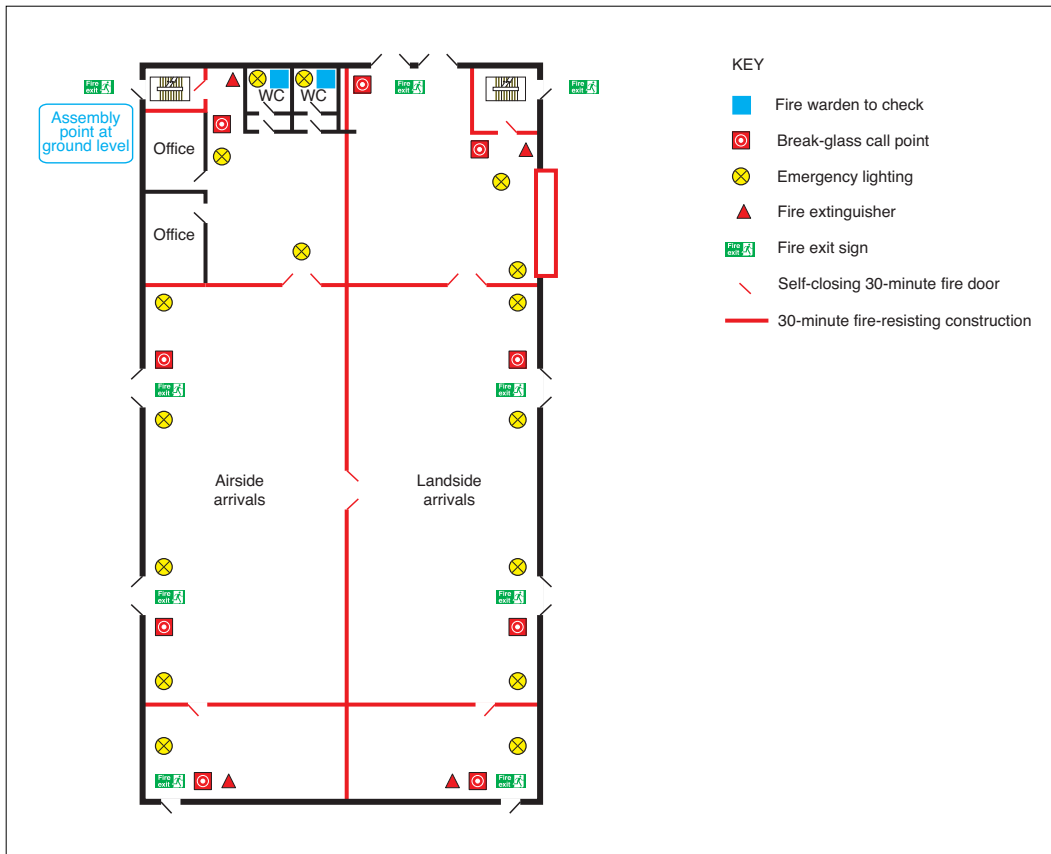 KEY
Fire exit
Fire exit
Fire exit
WC
WC
Fire warden to check
Assembly
point at
ground level
Office
Break-glass call point
Emergency lighting
Fire extinguisher
Office
Fire exit
Fire exit sign
Self-closing 30-minute fire door
30-minute fire-resisting construction
Fire exit
Fire exit
Airside
arrivals
Landside
arrivals
Fire exit
Fire exit
Fire exit
Fire exit